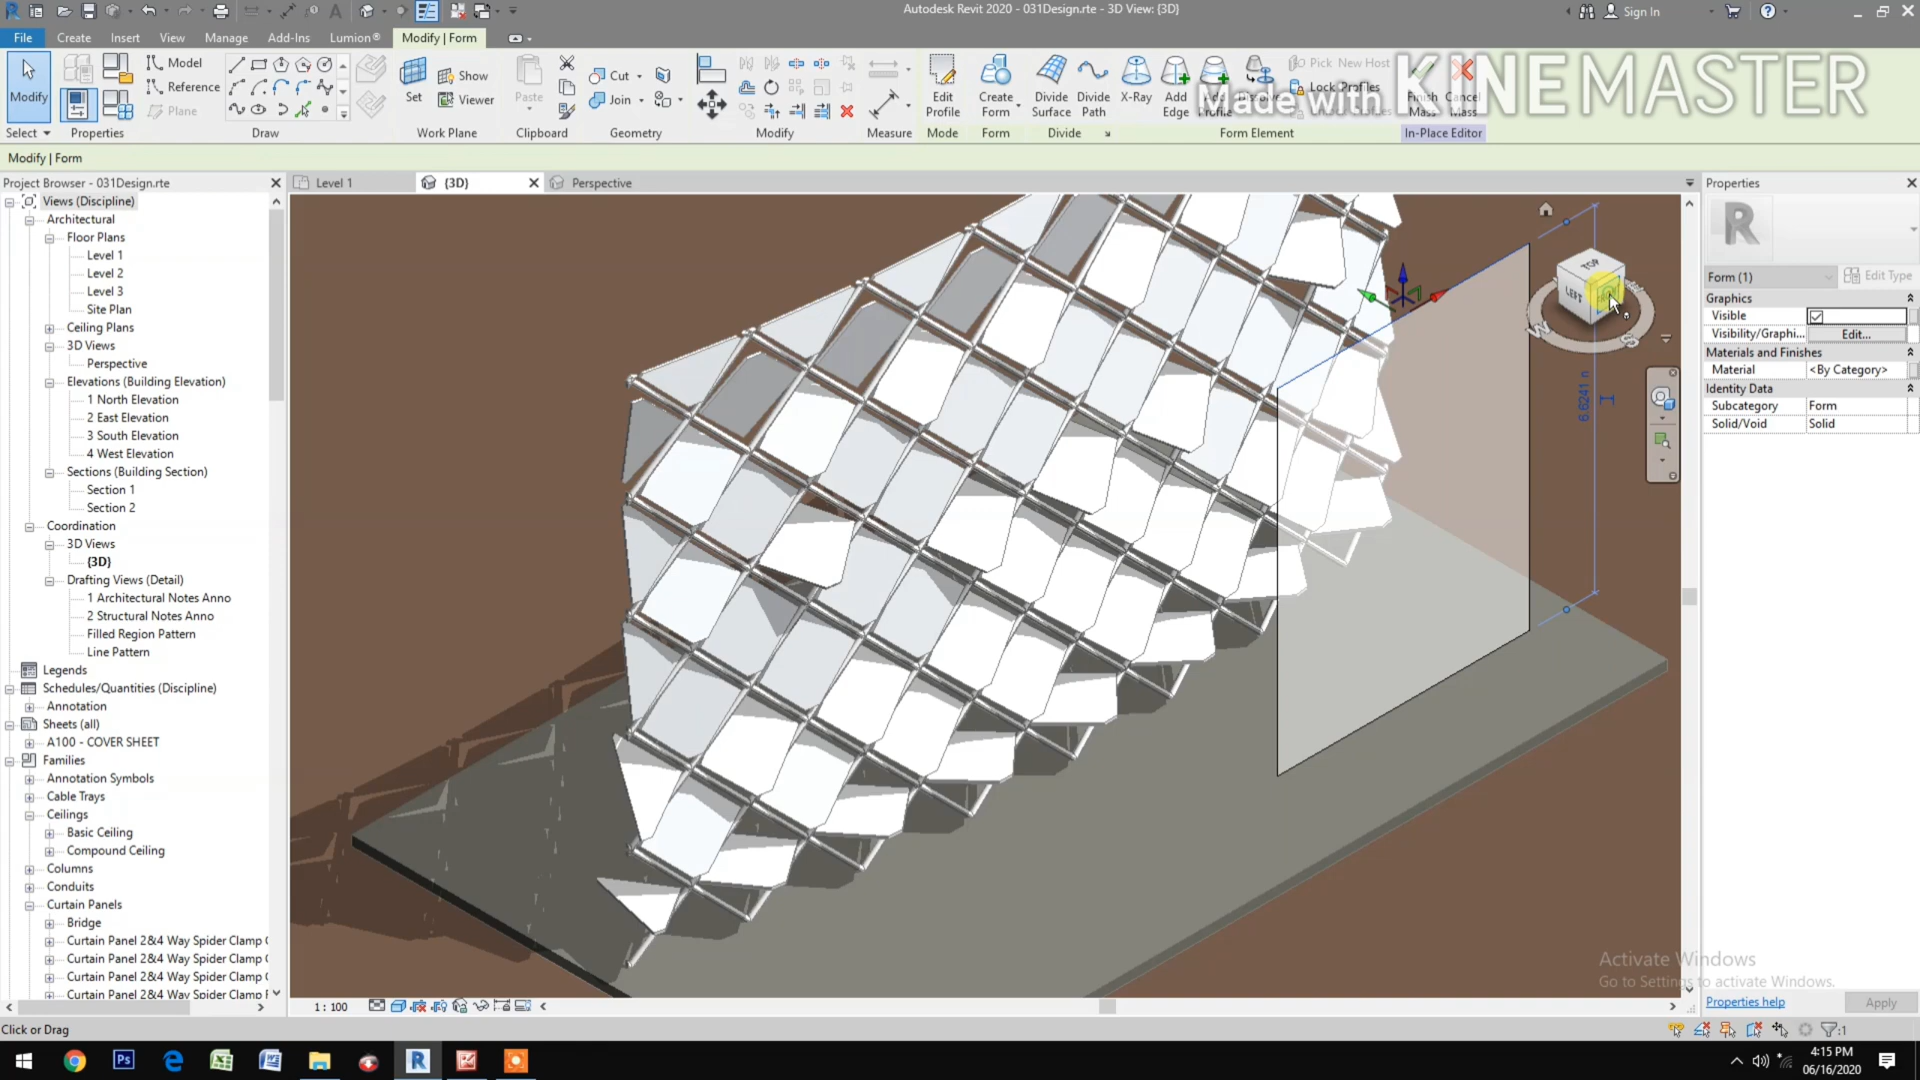 Autodesk Revit 2020 - 031Design.rte - 3D View: {3D}
Sign In
File
Create
Insert
View
Manage
Add-Ins
Lumion®
Modify | Form
Modify
Select
Properties
Model
Reference
Plane
Draw
Set
Show
Viewer
Work Plane
Paste
Clipboard
Cut
Join
Geometry
Modify
Measure
Edit
Profile
Mode
Create
Form
Form
Divide
Surface
Divide
Path
Divide
X-Ray
Add
Edge
Add
Profile
Pick New Host
Lock Profiles
Form Element
Finish
Mass
Cancel
Mass
In-Place Editor
Made with KINEMASTER
Modify | Form
Project Browser - 031Design.rte
Level 1
{3D}
Perspective
Properties
Views (Discipline)
Architectural
Floor Plans
Level 1
Level 2
Level 3
Site Plan
Ceiling Plans
3D Views
Perspective
Elevations (Building Elevation)
1 North Elevation
2 East Elevation
3 South Elevation
4 West Elevation
Sections (Building Section)
Section 1
Section 2
Coordination
3D Views
{3D}
Drafting Views (Detail)
1 Architectural Notes Anno
2 Structural Notes Anno
Filled Region Pattern
Line Pattern
Legends
Schedules/Quantities (Discipline)
Annotation
Sheets (all)
A100 - COVER SHEET
Families
Annotation Symbols
Cable Trays
Ceilings
Basic Ceiling
Compound Ceiling
Columns
Conduits
Curtain Panels
Bridge
Curtain Panel 2&4 Way Spider Clamp
Curtain Panel 2&4 Way Spider Clamp
Curtain Panel 2&4 Way Spider Clamp
Curtain Panel 2&4 Way Spider Clamp
TOP
LEFT
W
S
6.6241
R
Form (1)
Edit Type
Graphics
Visible
Visibility/Graphi...
Edit...
Materials and Finishes
Material
<By Category>
Identity Data
Subcategory
Form
Solid/Void
Solid
Activate Windows
Go to Settings to activate Windows.
Properties help
Apply
1 : 100
Click or Drag
:1
4:15 PM
06/16/2020